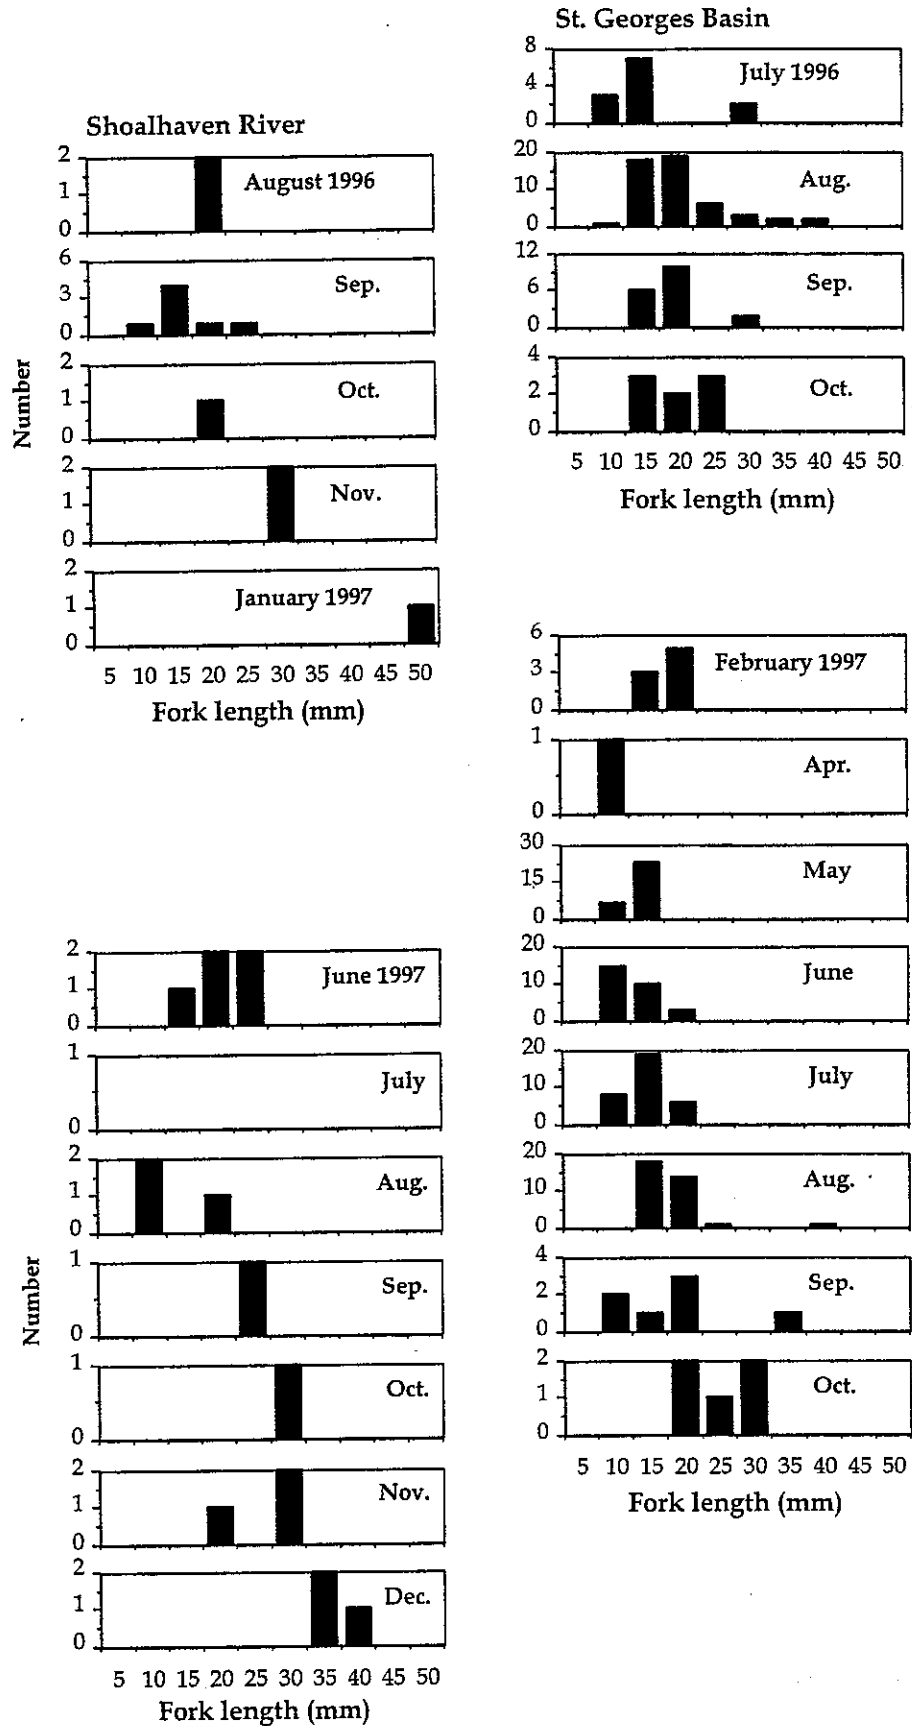 St. Georges Basin
8
4
0
July 1996
20
10
0
Aug.
12
6
0
Sep.
4
2
0
Oct.
5 10 15 20 25 30 35 40 45 50
Fork length (mm)
Shoalhaven River
Number
2
1
0
August 1996
6
3
0
Sep.
2
1
0
Oct.
2
1
0
Nov.
2
1
0
January 1997
5 10 15 20 25 30 35 40 45 50
Fork length (mm)
6
3
0
February 1997
1
0
Apr.
30
15
0
May
20
10
0
June
20
10
0
July
20
10
0
Aug.
4
2
0
Sep.
2
1
0
Oct.
5 10 15 20 25 30 35 40 45 50
Fork length (mm)
Number
2
1
0
June 1997
1
0
July
2
1
0
Aug.
1
0
Sep.
1
0
Oct.
2
1
0
Nov.
2
1
0
Dec.
5 10 15 20 25 30 35 40 45 50
Fork length (mm)